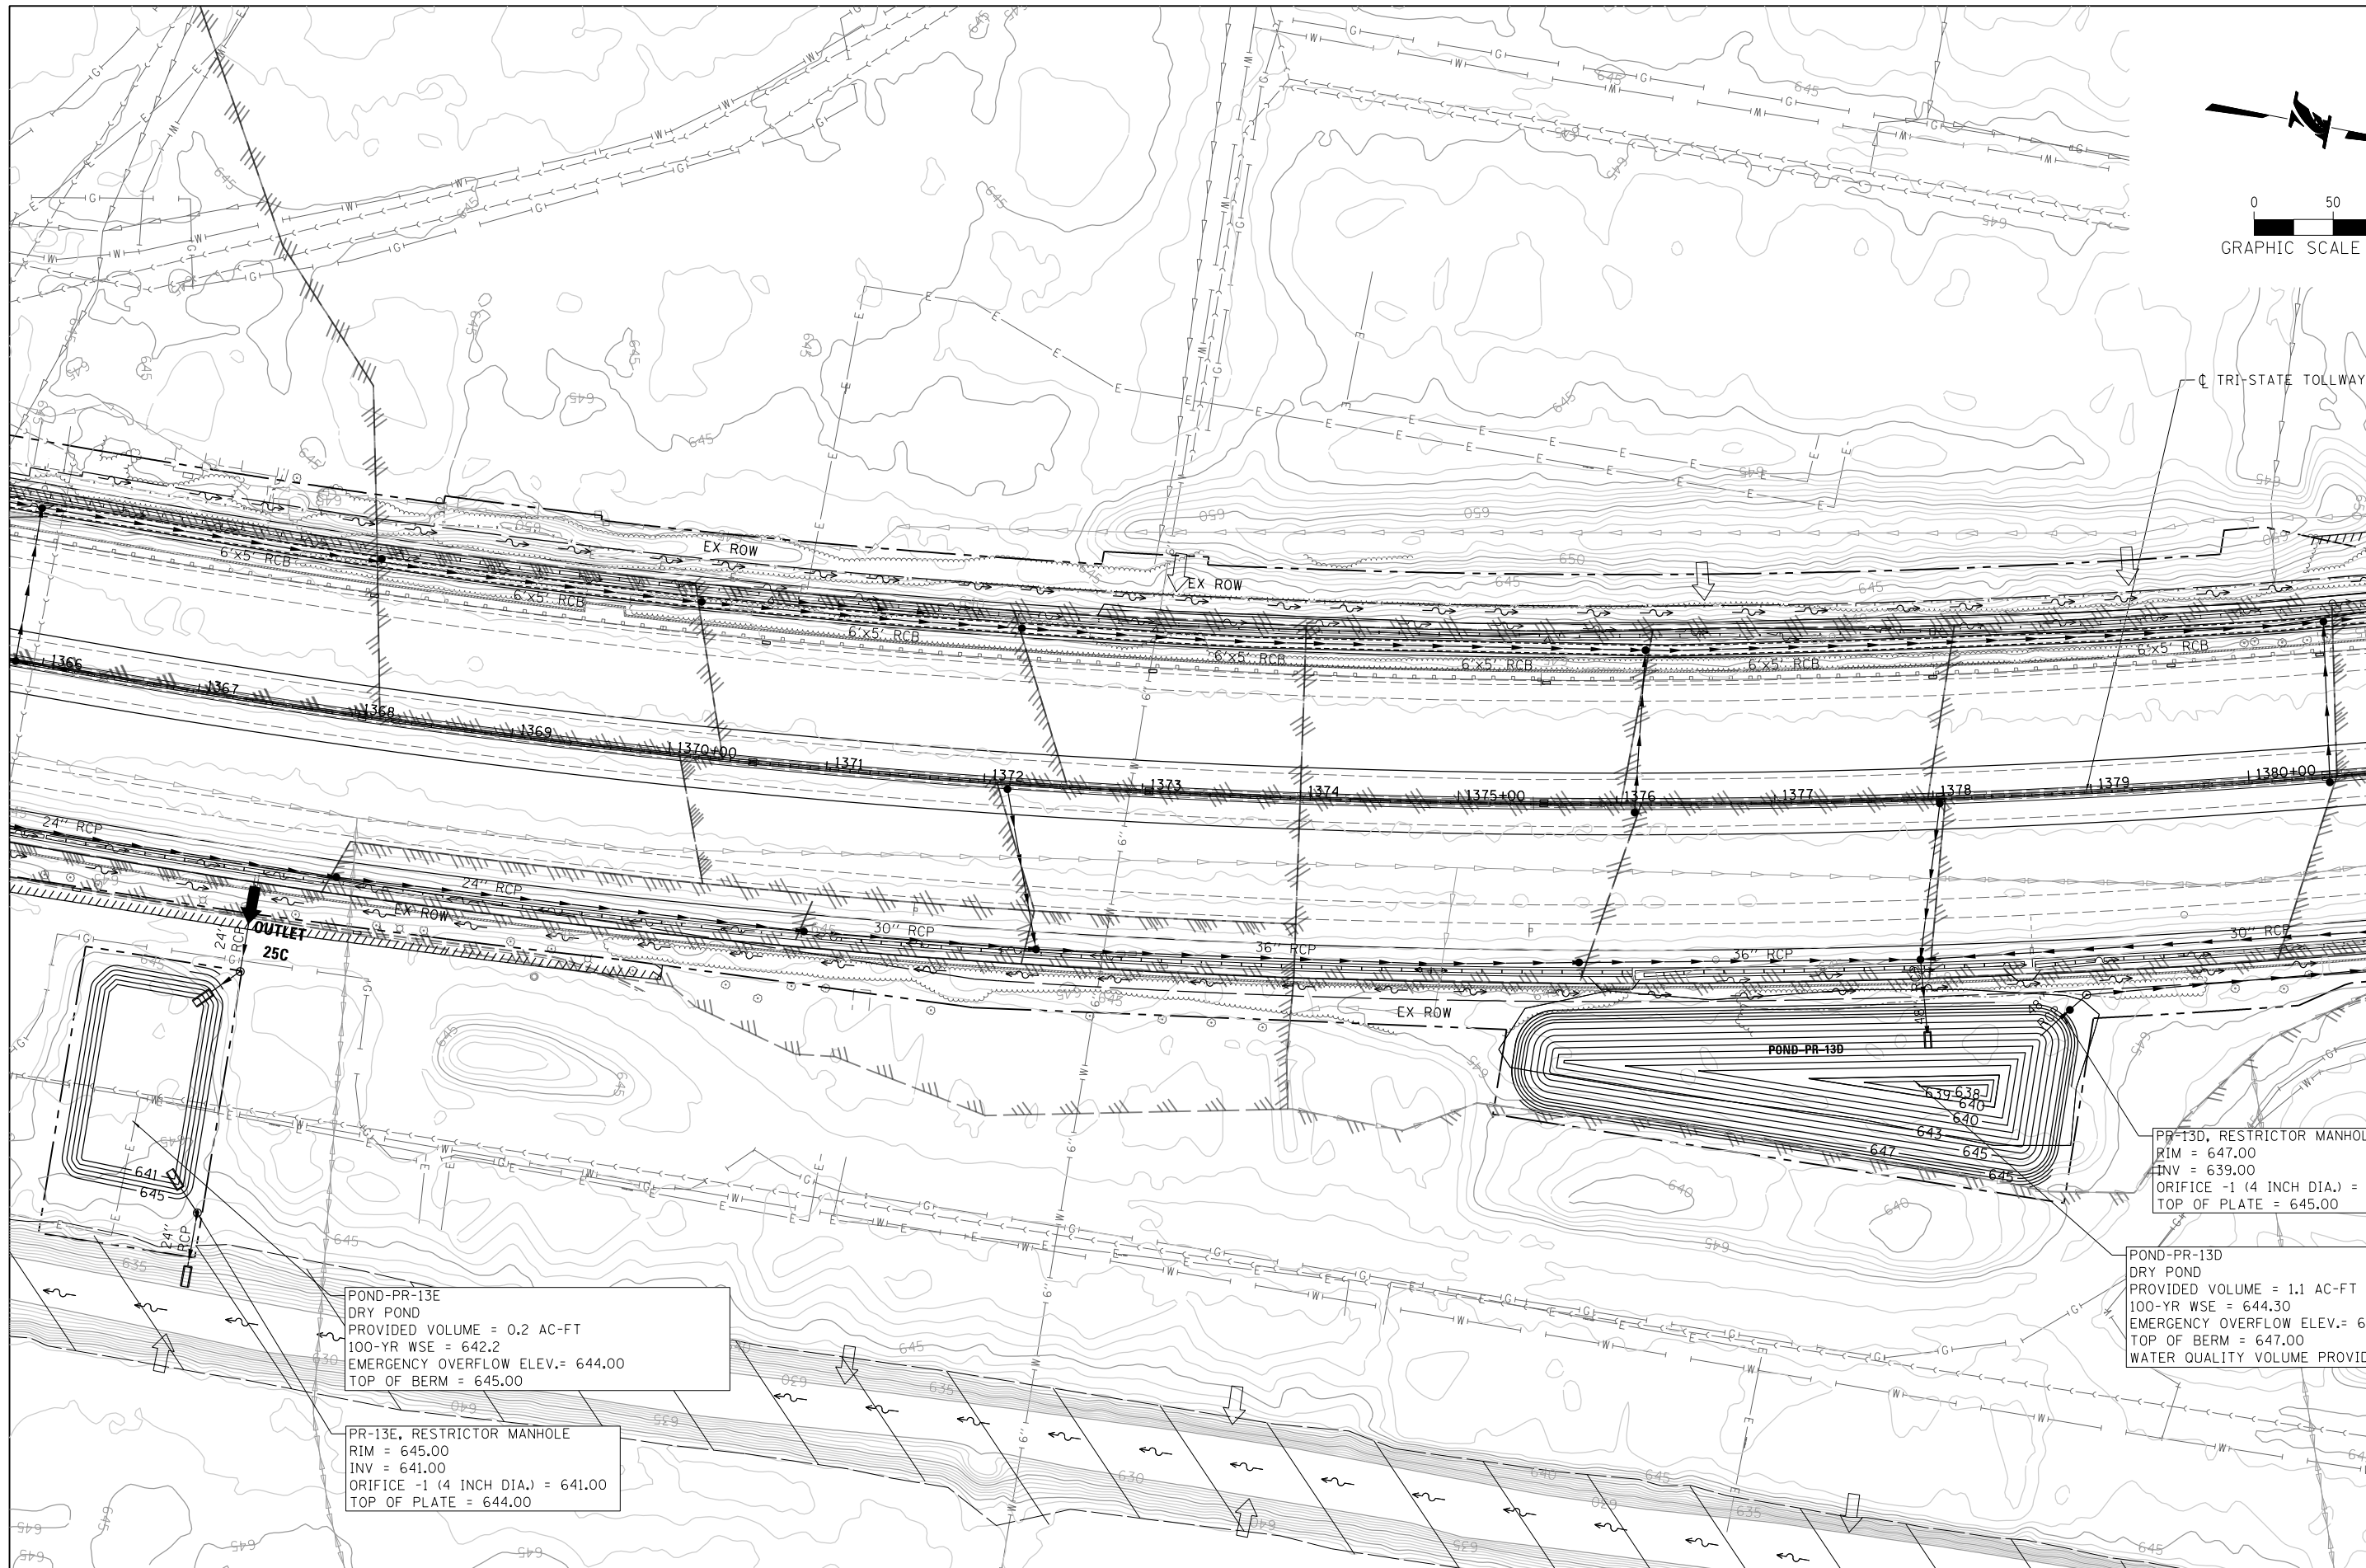 0 50
GRAPHIC SCALE
℄ TRI-STATE TOLLWAY
EX ROW
EX ROW
6'x5' RCB
6'x5' RCB
6'x5' RCB
6'x5' RCB
6'x5' RCB
6'x5' RCB
6'x5' RCB
1366
1367
1368
1369
1370+00
1371
1372
1373
1374
1375+00
1376
1377
1378
1379
1380+00
24'' RCP
24'' RCP
30'' RCP
36'' RCP
36'' RCP
30'' RCP
EX ROW
EX ROW
24''
RCP
OUTLET
25C
POND-PR-13D
639
638
640
640
643
645
647
645
641
645
24''
RCP
PR-13D, RESTRICTOR MANHOL
RIM = 647.00
INV = 639.00
ORIFICE -1 (4 INCH DIA.) =
TOP OF PLATE = 645.00
POND-PR-13D
DRY POND
PROVIDED VOLUME = 1.1 AC-FT
100-YR WSE = 644.30
EMERGENCY OVERFLOW ELEV.= 6
TOP OF BERM = 647.00
WATER QUALITY VOLUME PROVID
POND-PR-13E
DRY POND
PROVIDED VOLUME = 0.2 AC-FT
100-YR WSE = 642.2
EMERGENCY OVERFLOW ELEV.= 644.00
TOP OF BERM = 645.00
PR-13E, RESTRICTOR MANHOLE
RIM = 645.00
INV = 641.00
ORIFICE -1 (4 INCH DIA.) = 641.00
TOP OF PLATE = 644.00